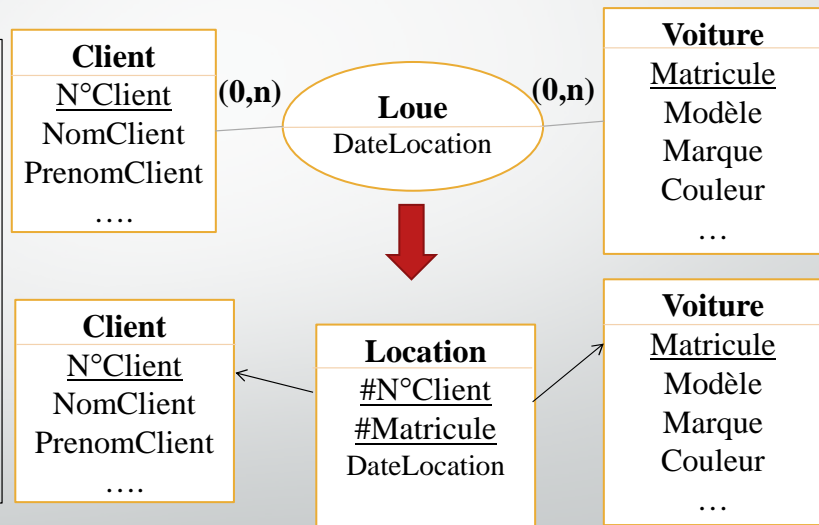 Client
N°Client
NomClient
PrenomClient
….
(0,n)
Loue
DateLocation
(0,n)
Voiture
Matricule
Modèle
Marque
Couleur
…
Client
N°Client
NomClient
PrenomClient
….
Location
#N°Client
#Matricule
DateLocation
Voiture
Matricule
Modèle
Marque
Couleur
…